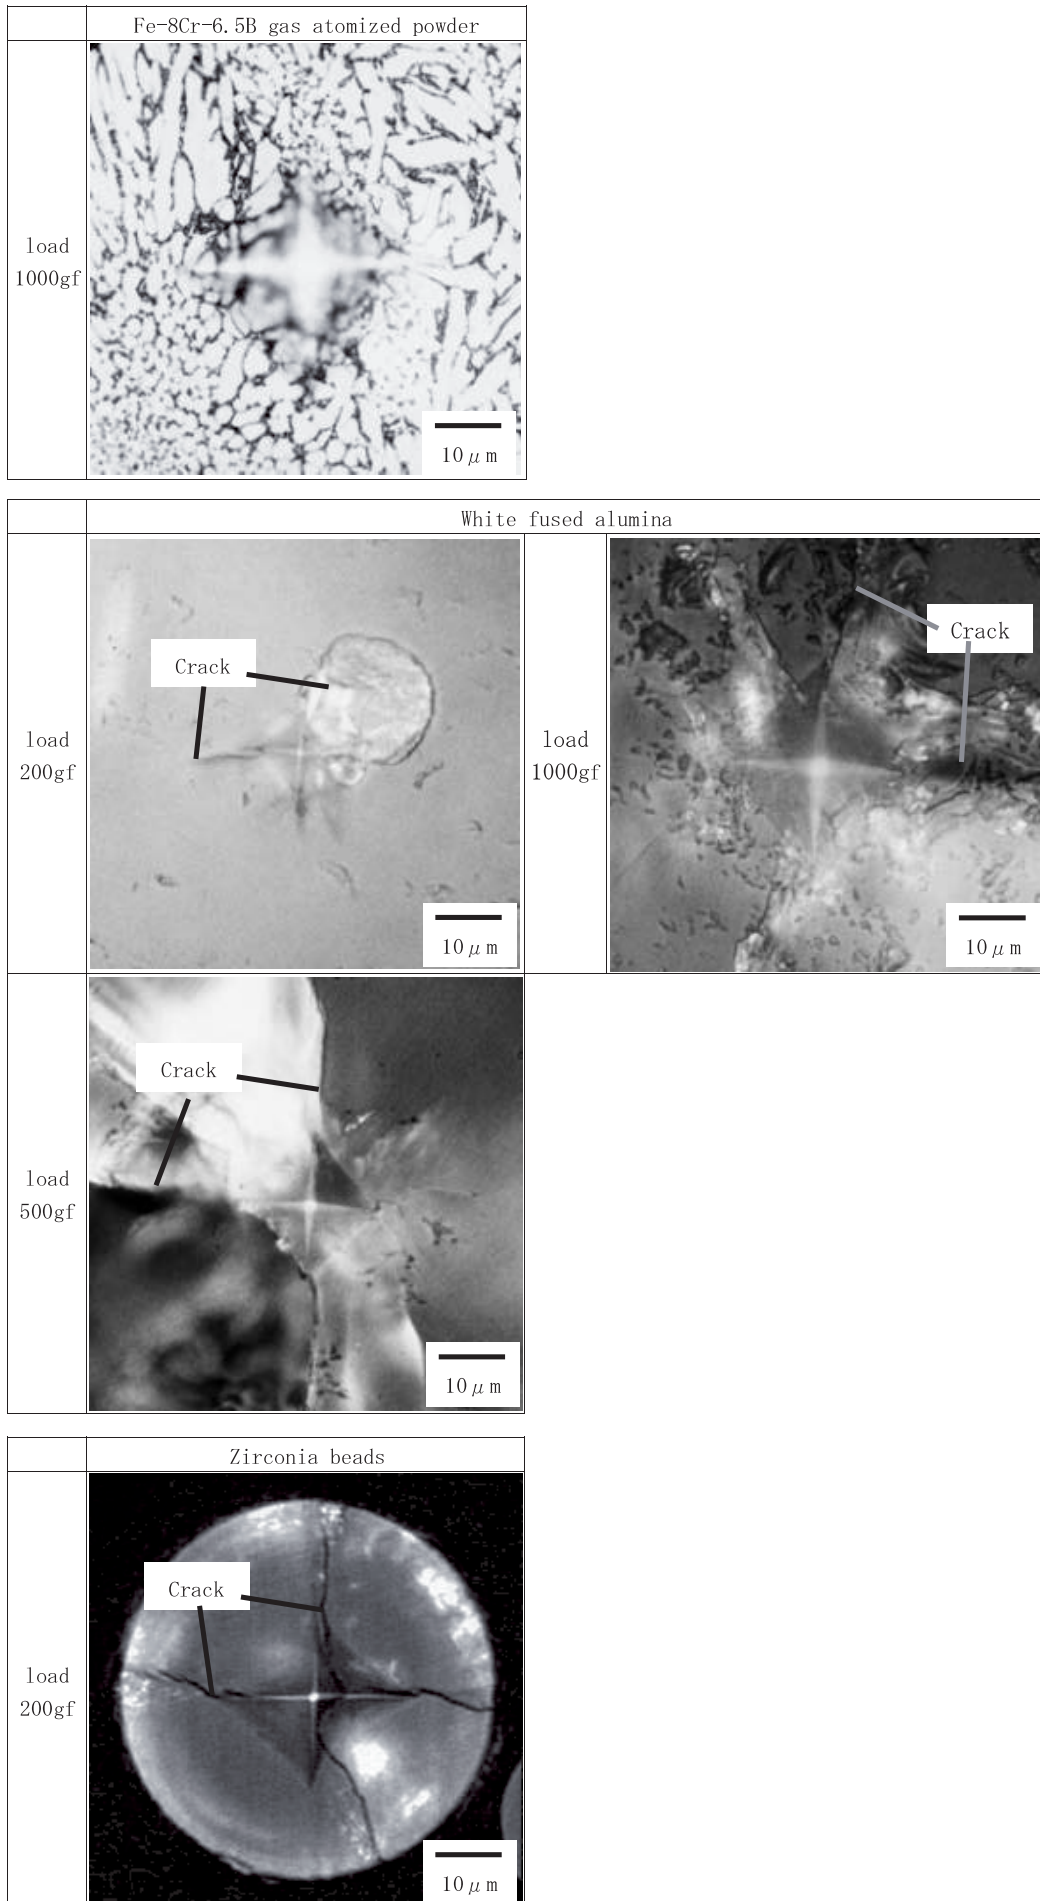 Fe-8Cr-6.5B gas atomized powder
load
1000gf
10μm
White fused alumina
load
200gf
Crack
10μm
load
1000gf
Crack
10μm
load
500gf
Crack
10μm
Zirconia beads
load
200gf
Crack
10μm